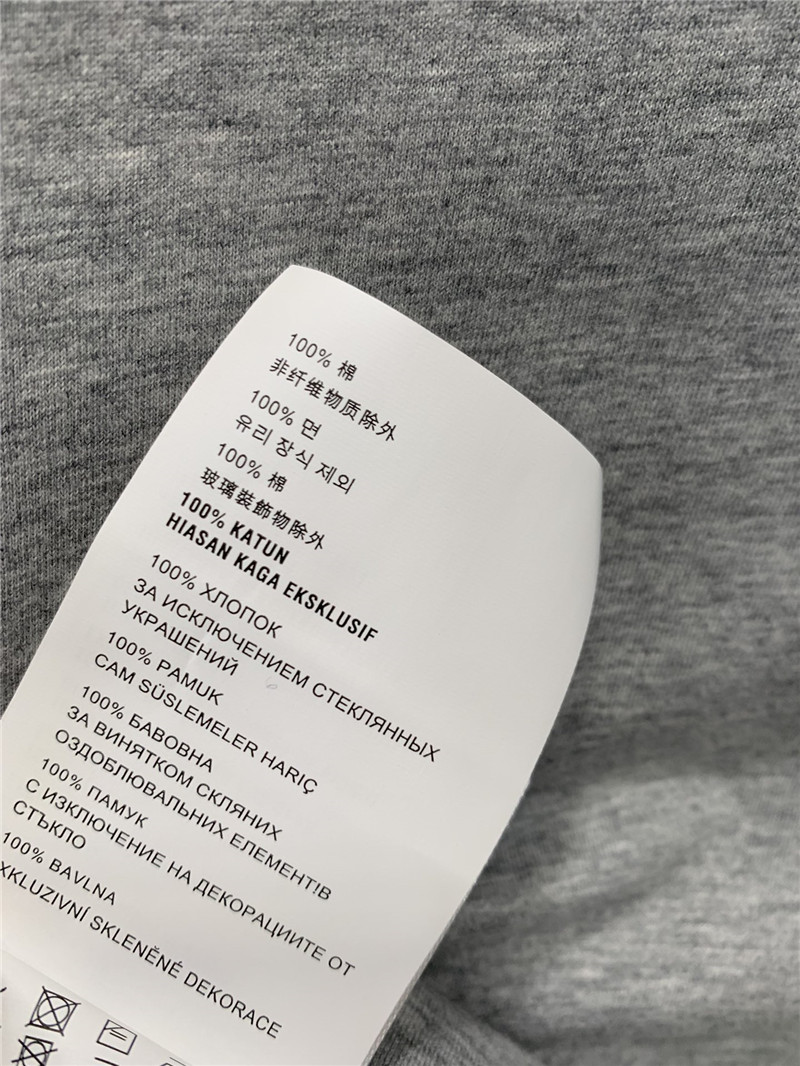 100% 棉
非纤维物质除外
100% 면
유리 장식 제외
100% 棉
玻璃裝飾物除外
100% KATUN
HIASAN KAGA EKSKLUSIF
100% ХЛОПОК
ЗА ИСКЛЮЧЕНИЕМ СТЕКЛЯННЫХ
УКРАШЕНИЙ
100% PAMUK
CAM SÜSLEMELER HARIÇ
100% БАВОВНА
ЗА ВИНЯТКОМ СКЛЯНИХ
ОЗДОБЛЮВАЛЬНИХ ЕЛЕМЕНТ!В
100% ПАМУК
С ИЗКЛЮЧЕНИЕ НА ДЕКОРАЦИИТЕ ОТ
СТЪКЛО
100% BAVLNA
XKLUZIVNÍ SKLENĚNÉ DEKORACE